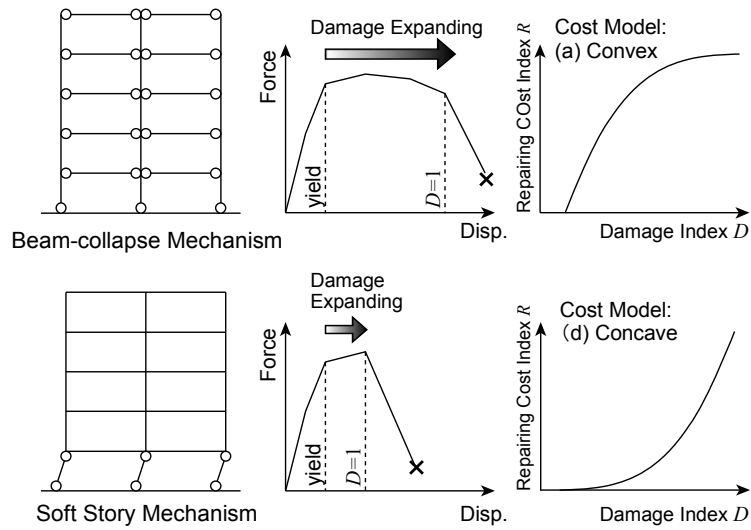 Damage Expanding
Force
yield
D=1
Disp.
Beam-collapse Mechanism
Cost Model:
(a) Convex
Repairing COst Index R
Damage Index D
Damage
Expanding
Force
yield
D=1
Disp.
Soft Story Mechanism
Cost Model:
(d) Concave
Repairing Cost Index R
Damage Index D